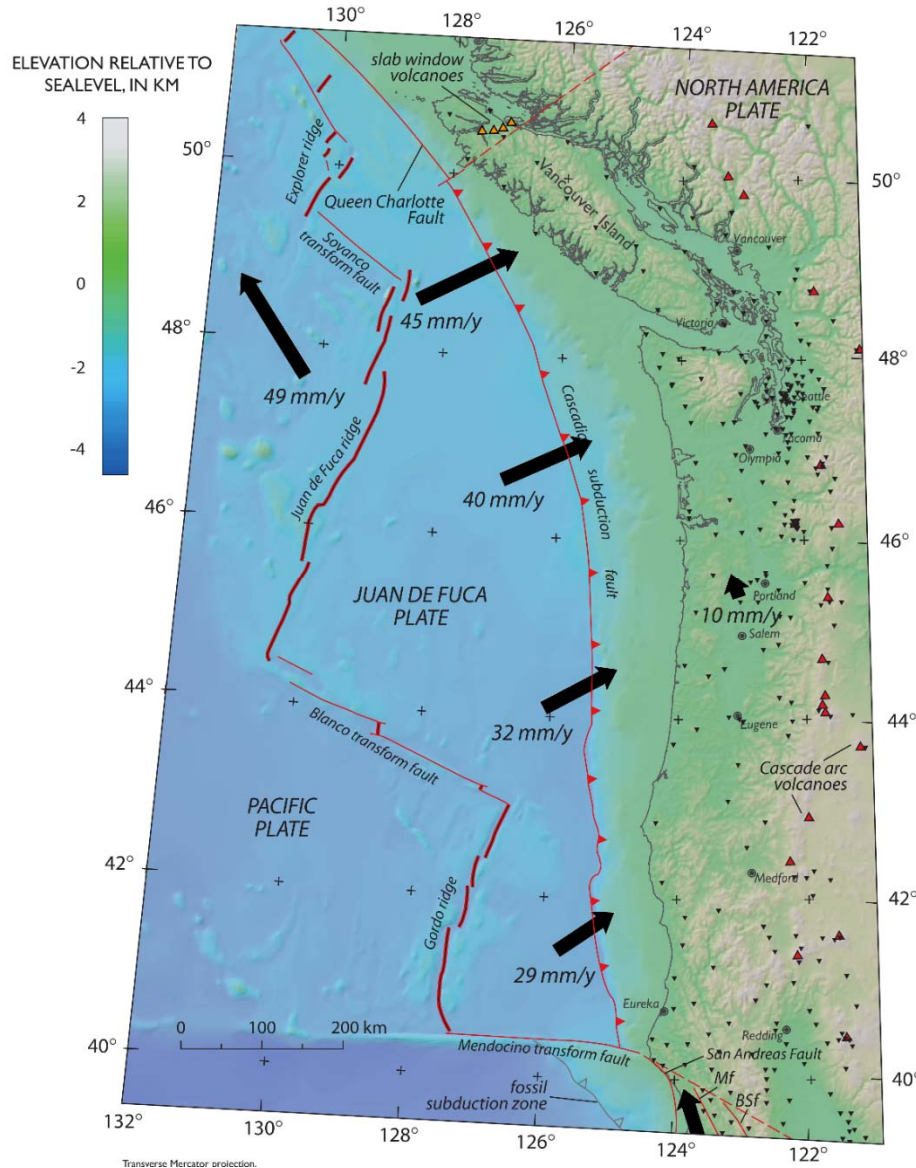 130° 128° 126° 124° 122°
ELEVATION RELATIVE TO
SEALEVEL, IN KM
4
2
0
-2
-4
slab window
volcanoes
NORTH AMERICA
PLATE
50°
50°
Explorer ridge
Queen Charlotte
Fault
Vancouver Island
Vancouver
Sovanco
transform fault
45 mm/y
Victoria
48°
48°
49 mm/y
Seattle
Tacoma
Olympia
Cascadia subduction fault
Juan de Fuca ridge
40 mm/y
46°
46°
JUAN DE FUCA
PLATE
Portland
10 mm/y
Salem
44°
44°
32 mm/y
Eugene
Blanco transform fault
Cascade arc
volcanoes
PACIFIC
PLATE
42°
42°
Medford
Gordo ridge
29 mm/y
Eureka
0 100 200 km
Redding
40°
40°
Mendocino transform fault
San Andreas Fault
Mf
BSf
fossil
subduction zone
132° 130° 128° 126° 124° 122°
Transverse Mercator projection.